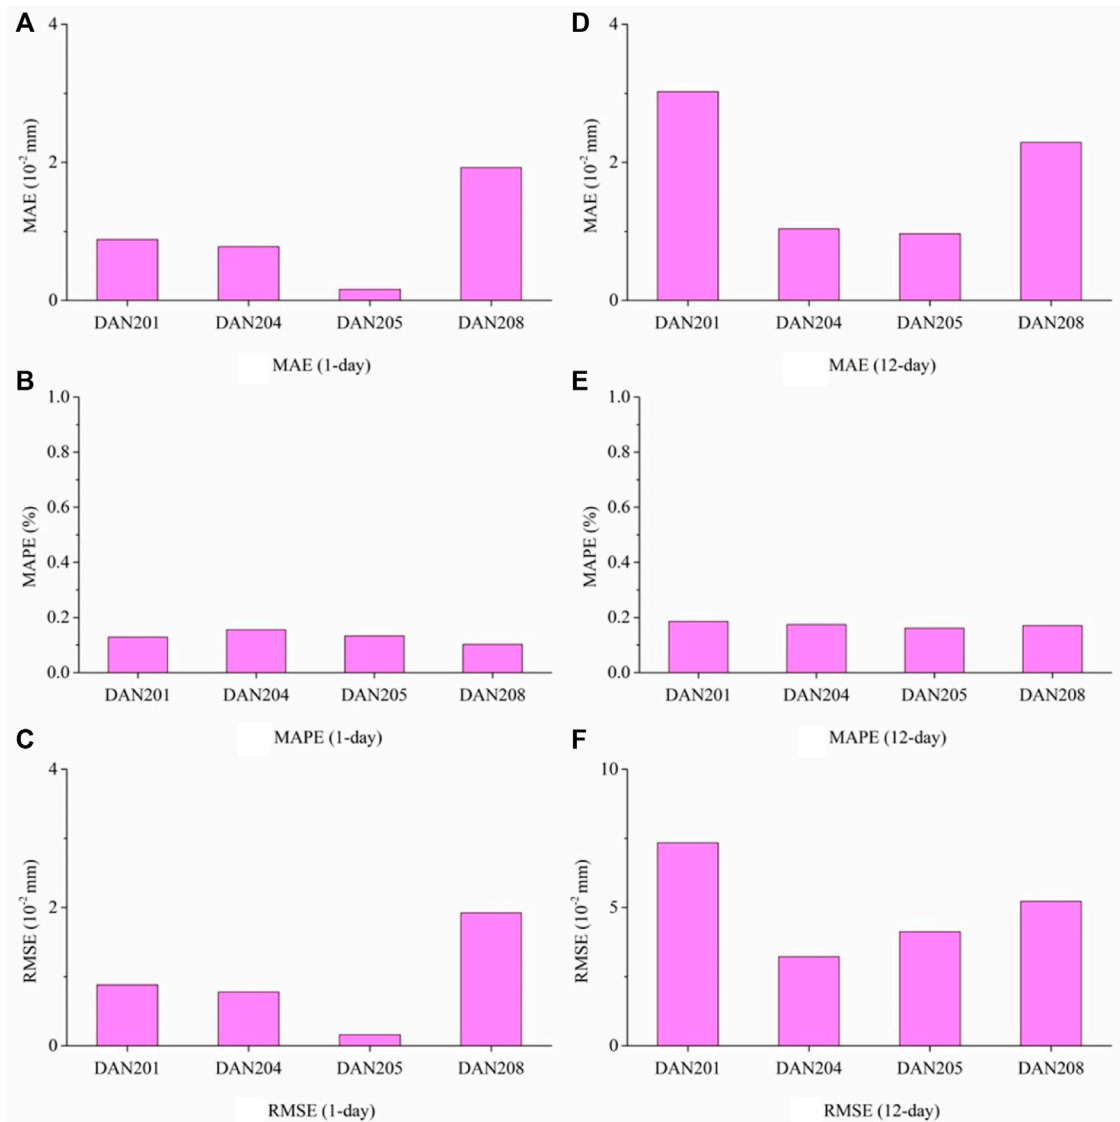 A
4
2
0
MAE (10⁻² mm)
DAN201 DAN204 DAN205 DAN208
MAE (1-day)
D
4
2
0
MAE (10⁻² mm)
DAN201 DAN204 DAN205 DAN208
MAE (12-day)
B
1.0
0.8
0.6
0.4
0.2
0.0
MAPE (%)
DAN201 DAN204 DAN205 DAN208
MAPE (1-day)
E
1.0
0.8
0.6
0.4
0.2
0.0
MAPE (%)
DAN201 DAN204 DAN205 DAN208
MAPE (12-day)
C
4
2
0
RMSE (10⁻² mm)
DAN201 DAN204 DAN205 DAN208
RMSE (1-day)
F
10
5
0
RMSE (10⁻² mm)
DAN201 DAN204 DAN205 DAN208
RMSE (12-day)